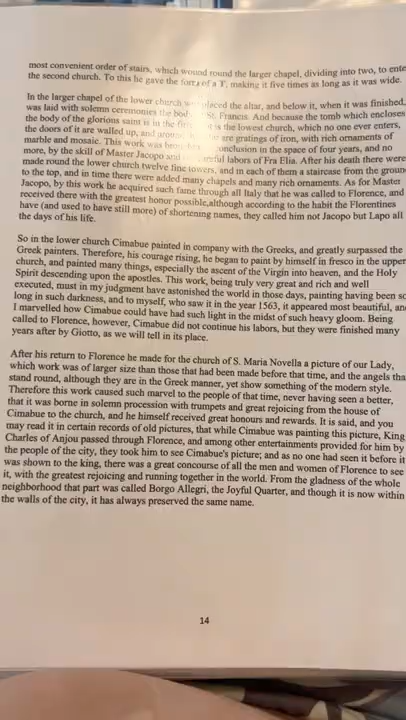 most convenient order of stairs, which wound round the larger chapel, dividing into two, to ente
the second church. To this he gave the form of a T, making it five times as long as it was wide.
In the larger chapel of the lower church was placed the altar, and below it, when it was finished,
was laid with solemn ceremonies the body St. Francis. And because the tomb which encloses
the body of the glorious saint is in the first is the lowest church, which no one ever enters,
the doors of it are walled up, and around are gratings of iron, with rich ornaments of
marble and mosaic. This work was brought conclusion in the space of four years, and no
more, by the skill of Master Jacopo and careful labors of Fra Elia. After his death there were
made round the lower church twelve fine towers, and in each of them a staircase from the groun
to the top, and in time there were added many chapels and many rich ornaments. As for Master
Jacopo, by this work he acquired such fame through all Italy that he was called to Florence, and
received there with the greatest honor possible,although according to the habit the Florentines
have (and used to have still more) of shortening names, they called him not Jacopo but Lapo all
the days of his life.
So in the lower church Cimabue painted in company with the Greeks, and greatly surpassed the
Greek painters. Therefore, his courage rising, he began to paint by himself in fresco in the upper
church, and painted many things, especially the ascent of the Virgin into heaven, and the Holy
Spirit descending upon the apostles. This work, being truly very great and rich and well
executed, must in my judgment have astonished the world in those days, painting having been so
long in such darkness, and to myself, who saw it in the year 1563, it appeared most beautiful, and
I marvelled how Cimabue could have had such light in the midst of such heavy gloom. Being
called to Florence, however, Cimabue did not continue his labors, but they were finished many
years after by Giotto, as we will tell in its place.
After his return to Florence he made for the church of S. Maria Novella a picture of our Lady,
which work was of larger size than those that had been made before that time, and the angels tha
stand round, although they are in the Greek manner, yet show something of the modern style.
Therefore this work caused such marvel to the people of that time, never having seen a better,
that it was borne in solemn procession with trumpets and great rejoicing from the house of
Cimabue to the church, and he himself received great honours and rewards. It is said, and you
may read it in certain records of old pictures, that while Cimabue was painting this picture, King
Charles of Anjou passed through Florence, and among other entertainments provided for him by
the people of the city, they took him to see Cimabue's picture; and as no one had seen it before it
was shown to the king, there was a great concourse of all the men and women of Florence to see
it, with the greatest rejoicing and running together in the world. From the gladness of the whole
neighborhood that part was called Borgo Allegri, the Joyful Quarter, and though it is now within
the walls of the city, it has always preserved the same name.
14